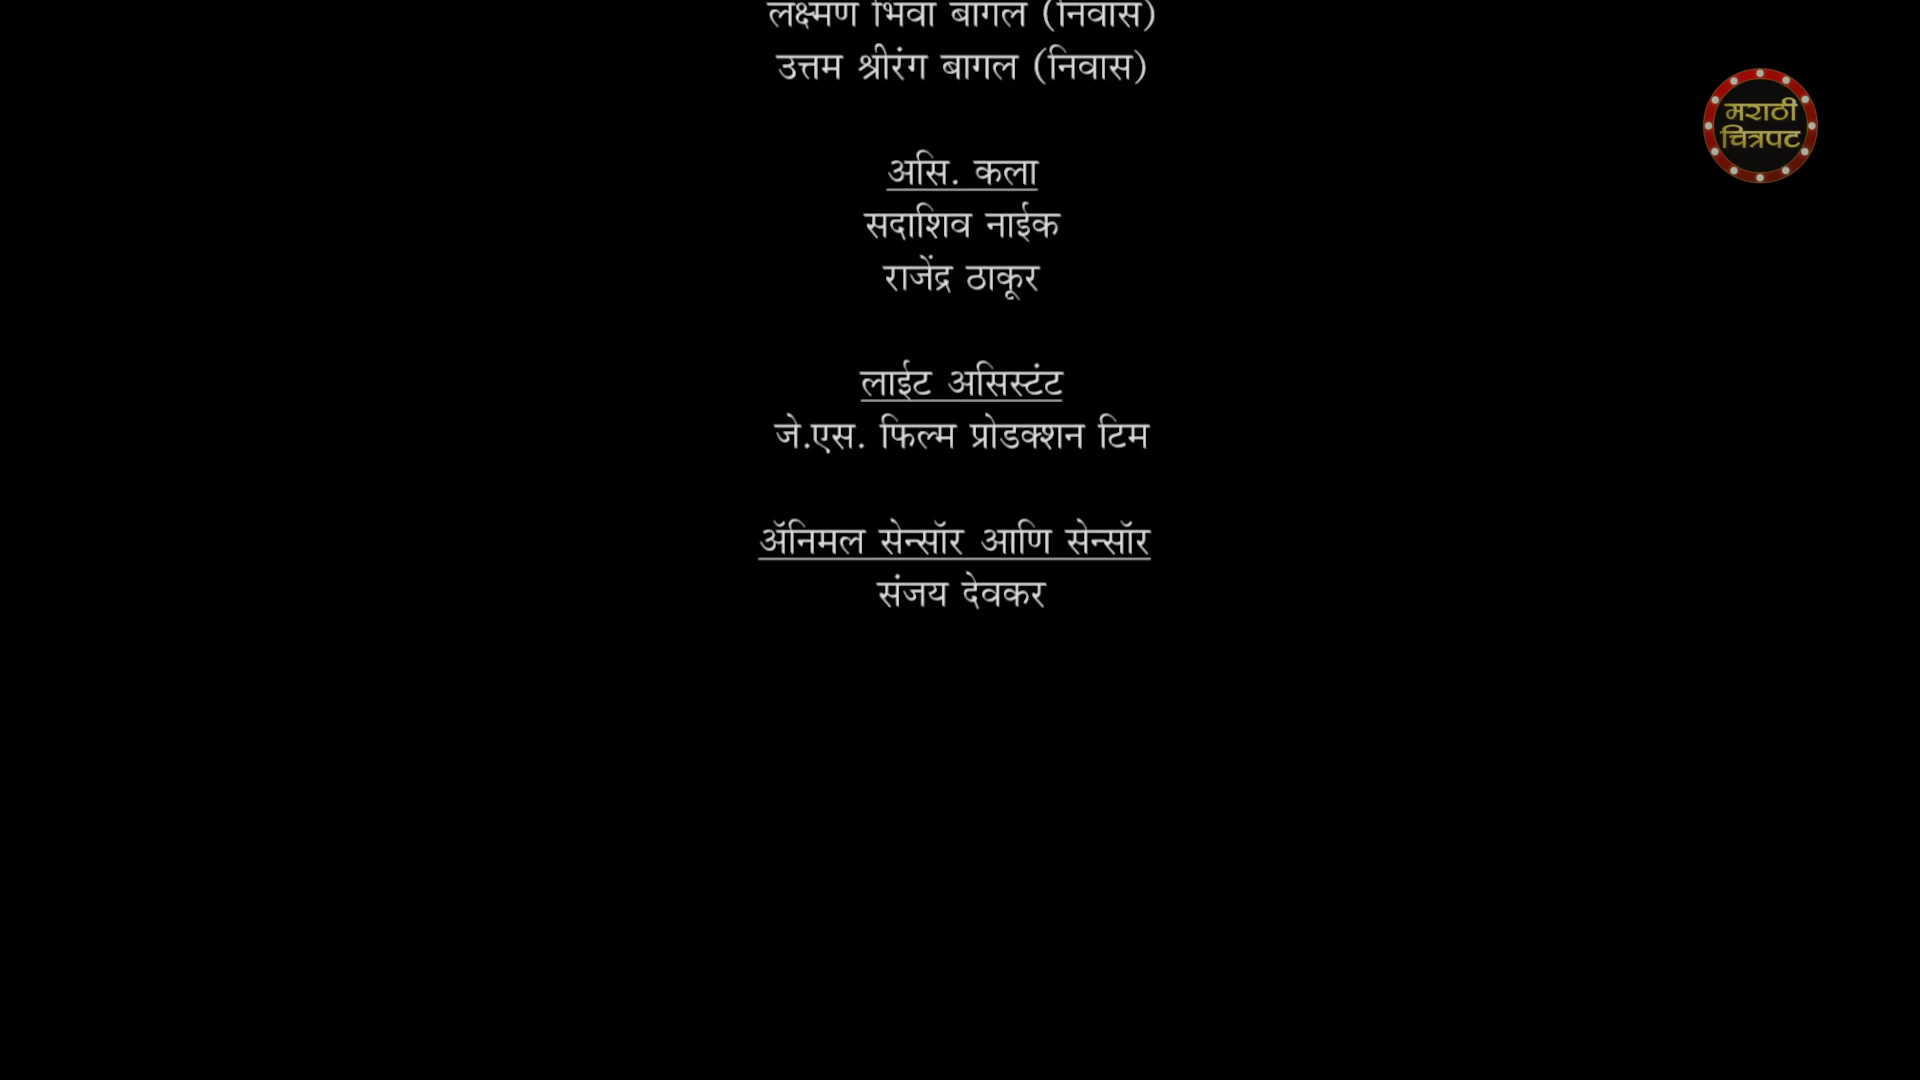 लक्ष्मण भिवा बागल (निवास)
उत्तम श्रीरंग बागल (निवास)
असि. कला
सदाशिव नाईक
राजेंद्र ठाकूर
लाईट असिस्टंट
जे.एस. फिल्म प्रोडक्शन टिम
ॲनिमल सेन्सॉर आणि सेन्सॉर
संजय देवकर
मराठी
चित्रपट